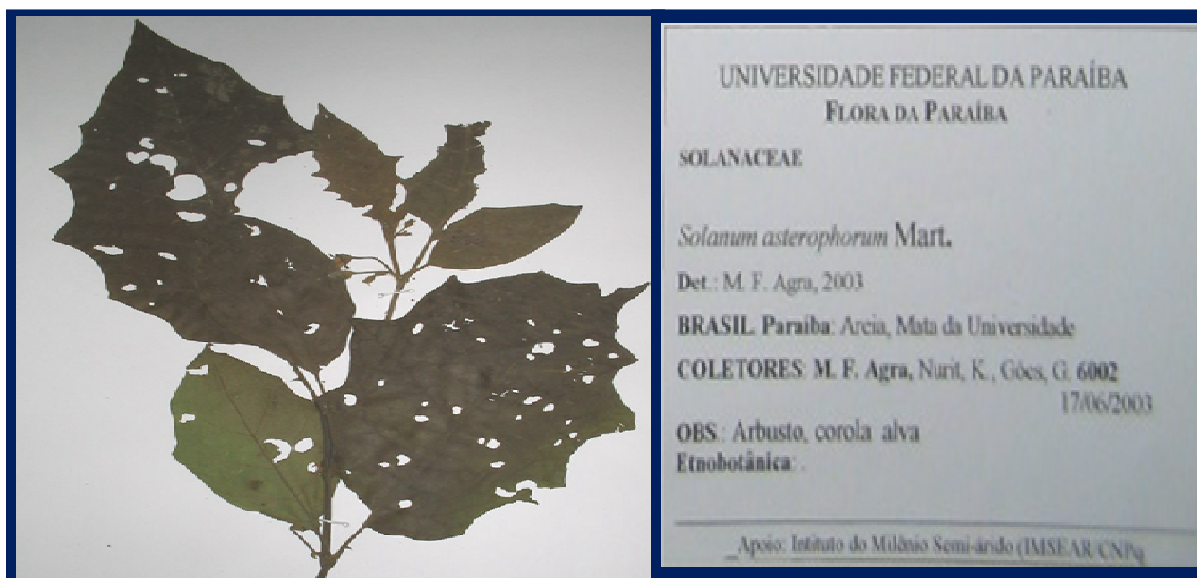 UNIVERSIDADE FEDERAL DA PARAÍBA
FLORA DA PARAÍBA
SOLANACEAE
Solanum asterophorum Mart.
Det.: M. F. Agra, 2003
BRASIL. Paraíba: Areia, Mata da Universidade
COLETORES: M. F. Agra, Nurit, K., Góes, G. 6002
17/06/2003
OBS.: Arbusto, corola alva
Etnobotânica: .
Apoio: Intituto do Milênio Semi-árido (IMSEAR/CNPq)